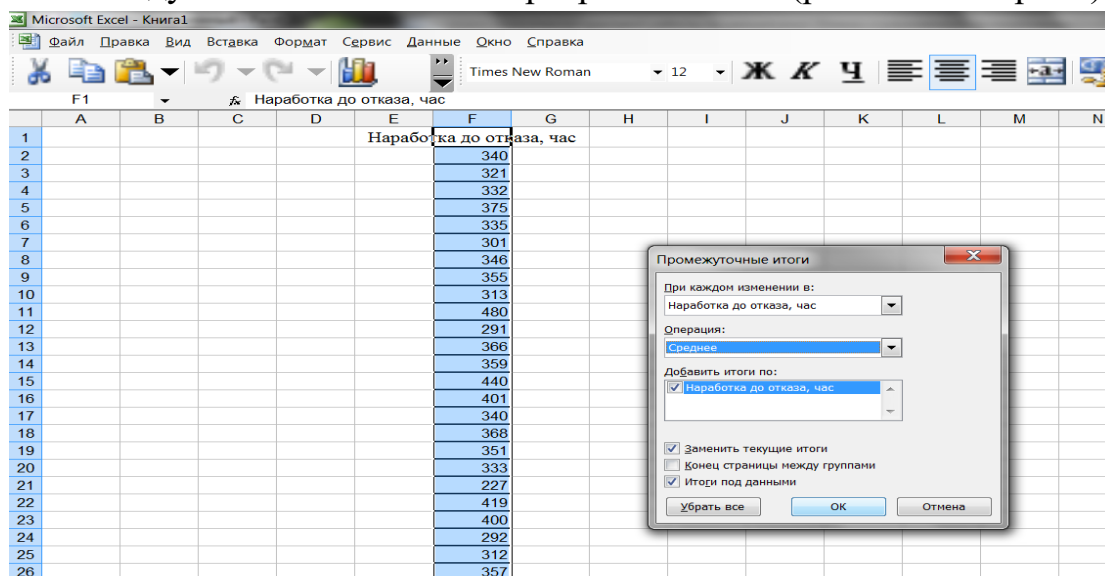 Microsoft Excel - Книга1
Файл Правка Вид Вставка Формат Сервис Данные Окно Справка
Times New Roman 12 Ж К Ч
F1 fx Наработка до отказа, час
A B C D E F G H I J K L M N
1 Наработка до отказа, час
2 340
3 321
4 332
5 375
6 335
7 301
8 346
9 355
10 313
11 480
12 291
13 366
14 359
15 440
16 401
17 340
18 368
19 351
20 333
21 227
22 419
23 400
24 292
25 312
26 357
Промежуточные итоги
При каждом изменении в:
Наработка до отказа, час
Операция:
Среднее
Добавить итоги по:
Наработка до отказа, час
Заменить текущие итоги
Конец страницы между группами
Итоги под данными
Убрать все OK Отмена